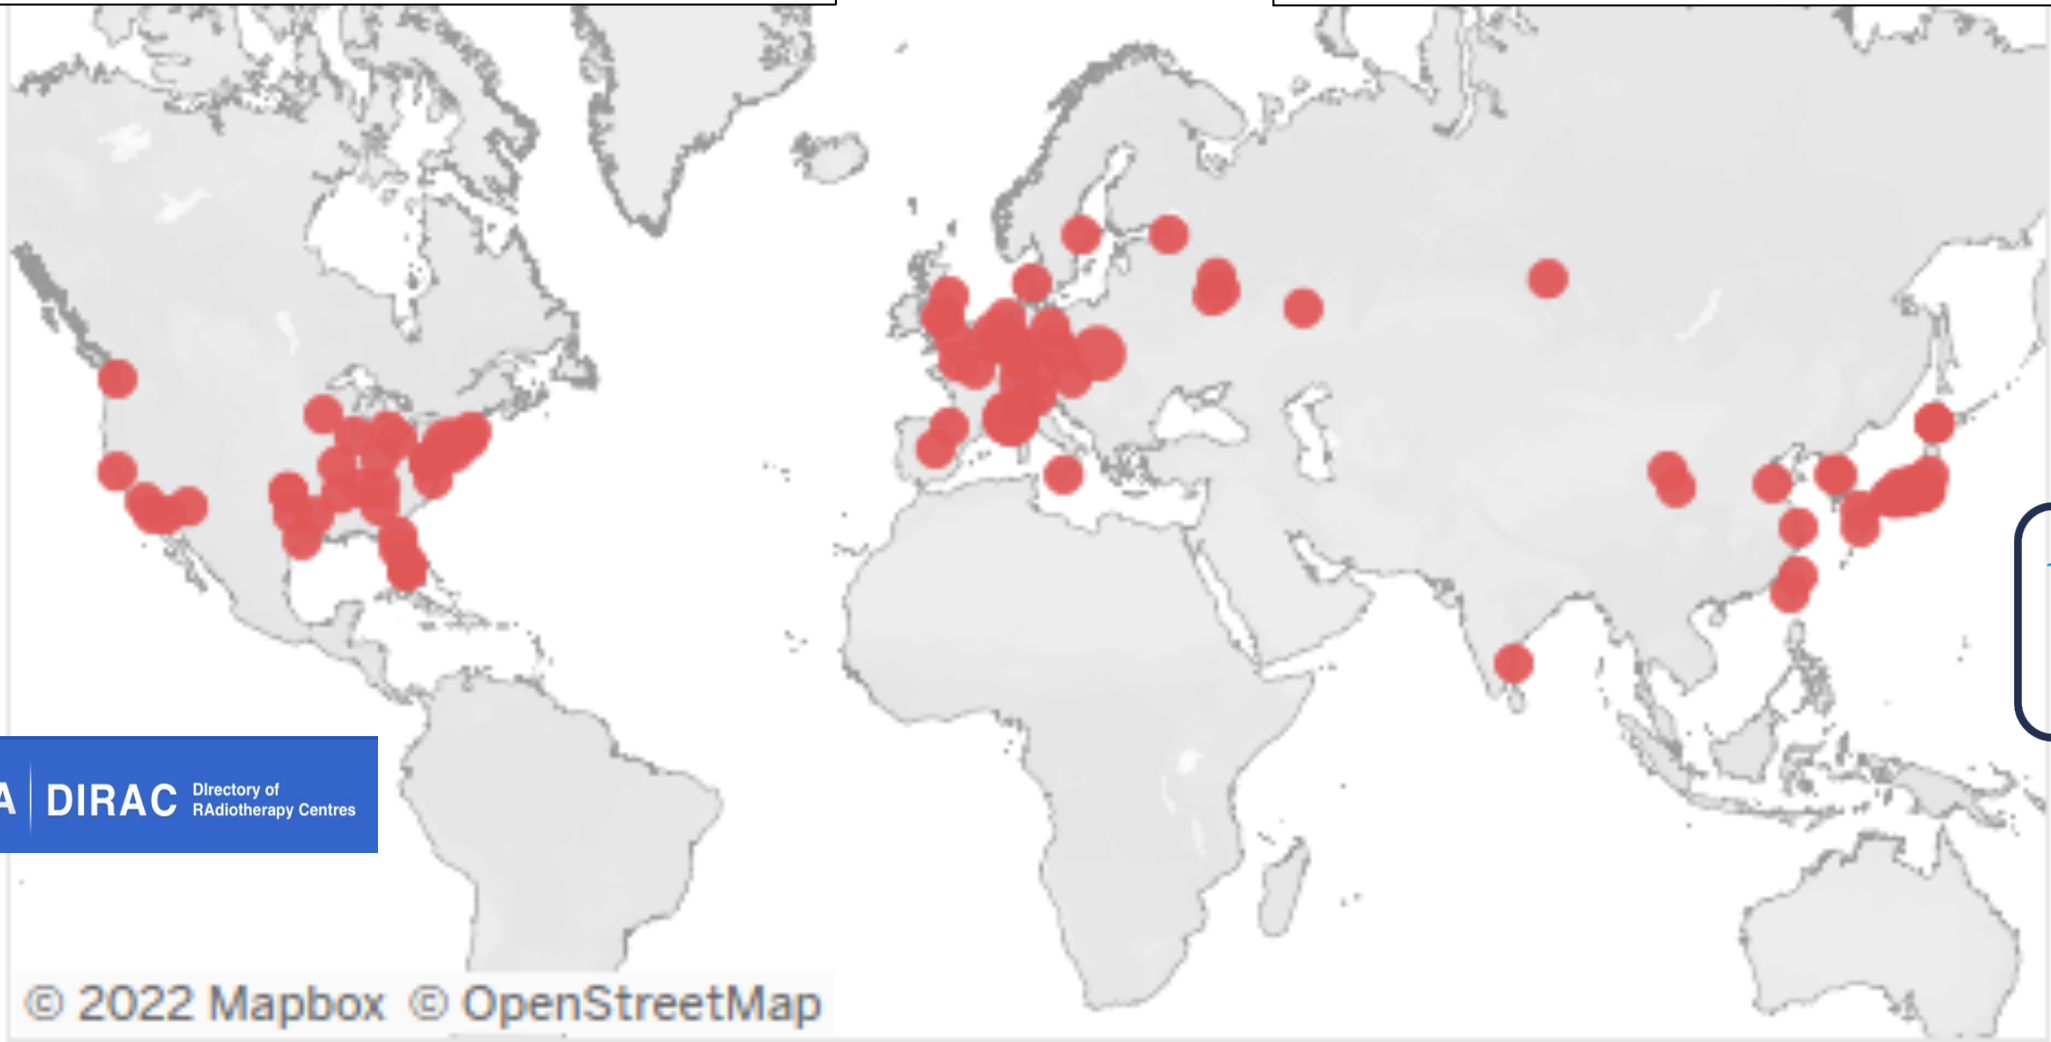 A DIRAC DIrectory of
RAdiotherapy Centres
© 2022 Mapbox © OpenStreetMap